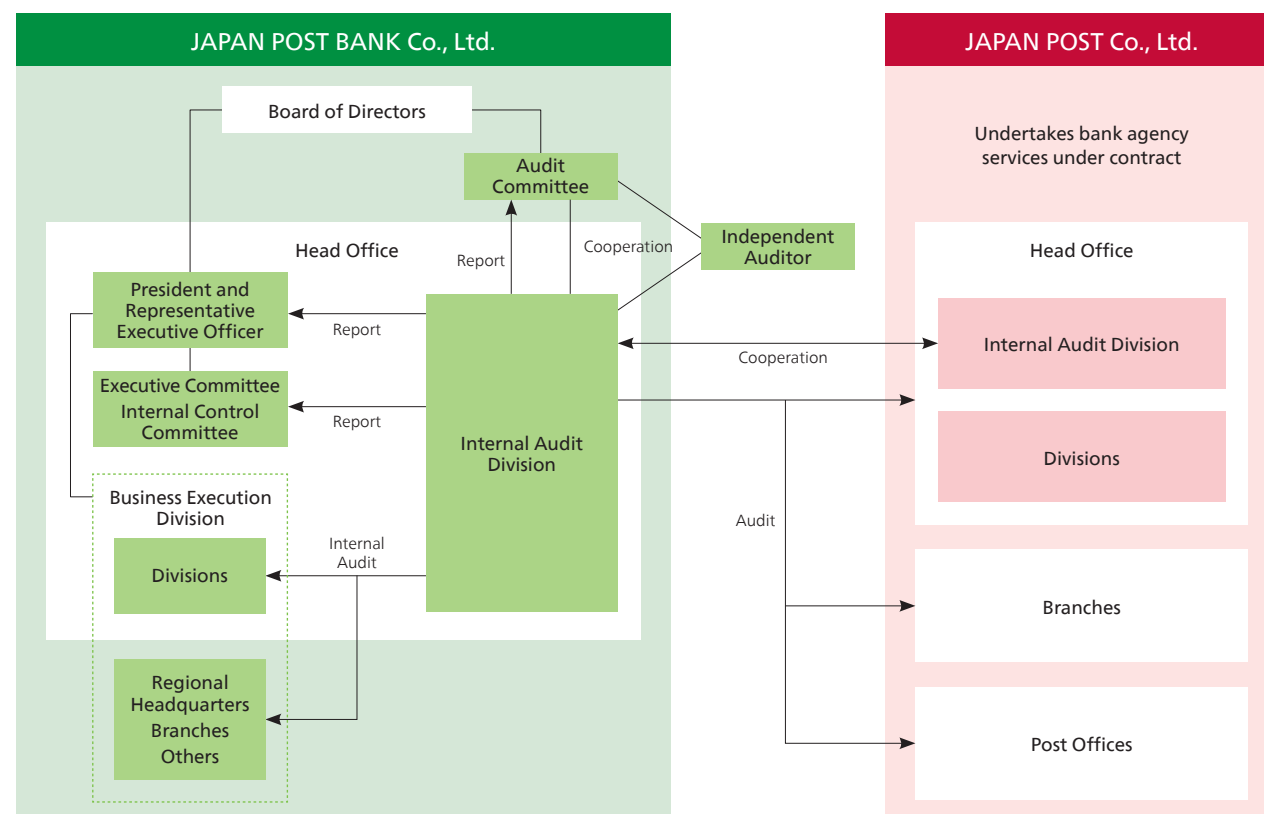 JAPAN POST BANK Co., Ltd.
Board of Directors
Audit
Committee
Head Office
Report
Cooperation
Independent
Auditor
President and
Representative
Executive Officer
Report
Executive Committee
Internal Control
Committee
Report
Internal Audit
Division
Business Execution
Division
Divisions
Internal
Audit
Regional
Headquarters
Branches
Others
Cooperation
Audit
JAPAN POST Co., Ltd.
Undertakes bank agency
services under contract
Head Office
Internal Audit Division
Divisions
Branches
Post Offices